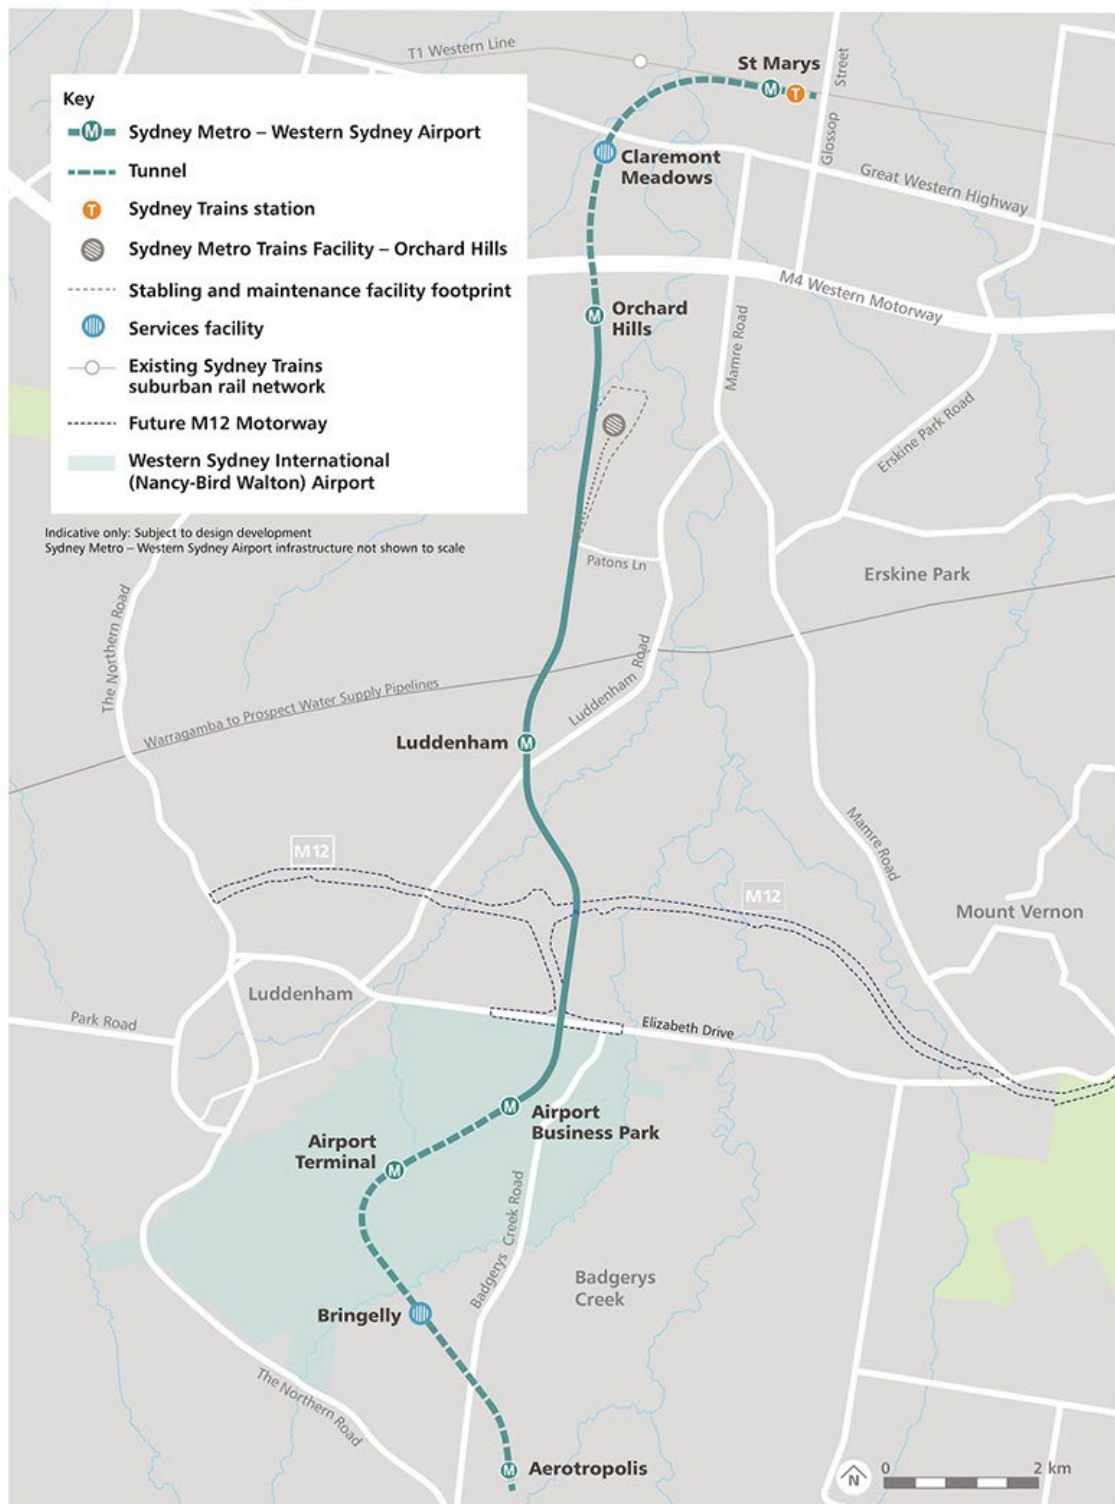 T1 Western Line
St Marys
M
T
Glossop Street
Key
M Sydney Metro – Western Sydney Airport
Tunnel
T Sydney Trains station
Sydney Metro Trains Facility – Orchard Hills
Stabling and maintenance facility footprint
Services facility
Existing Sydney Trains
suburban rail network
Future M12 Motorway
Western Sydney International
(Nancy-Bird Walton) Airport
Indicative only: Subject to design development
Sydney Metro – Western Sydney Airport infrastructure not shown to scale
Claremont
Meadows
Great Western Highway
M4 Western Motorway
M
Orchard
Hills
Mamre Road
Erskine Park Road
Patons Ln
Erskine Park
The Northern Road
Warragamba to Prospect Water Supply Pipelines
Luddenham Road
Luddenham
M
Mamre Road
M12
M12
Mount Vernon
Luddenham
Park Road
Elizabeth Drive
M
Airport
Business Park
Airport
Terminal
M
Badgerys Creek Road
Badgerys
Creek
Bringelly
The Northern Road
M
Aerotropolis
N
0
2 km